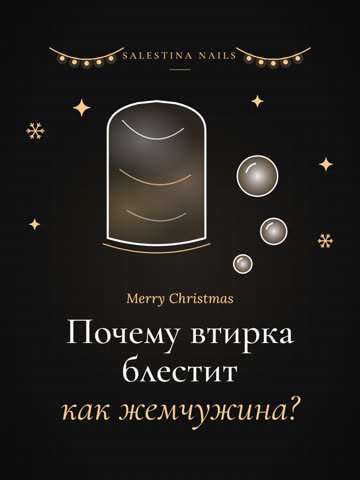 SALESTINA NAILS
Merry Christmas
Почему втирка
блестит
как жемчужина?